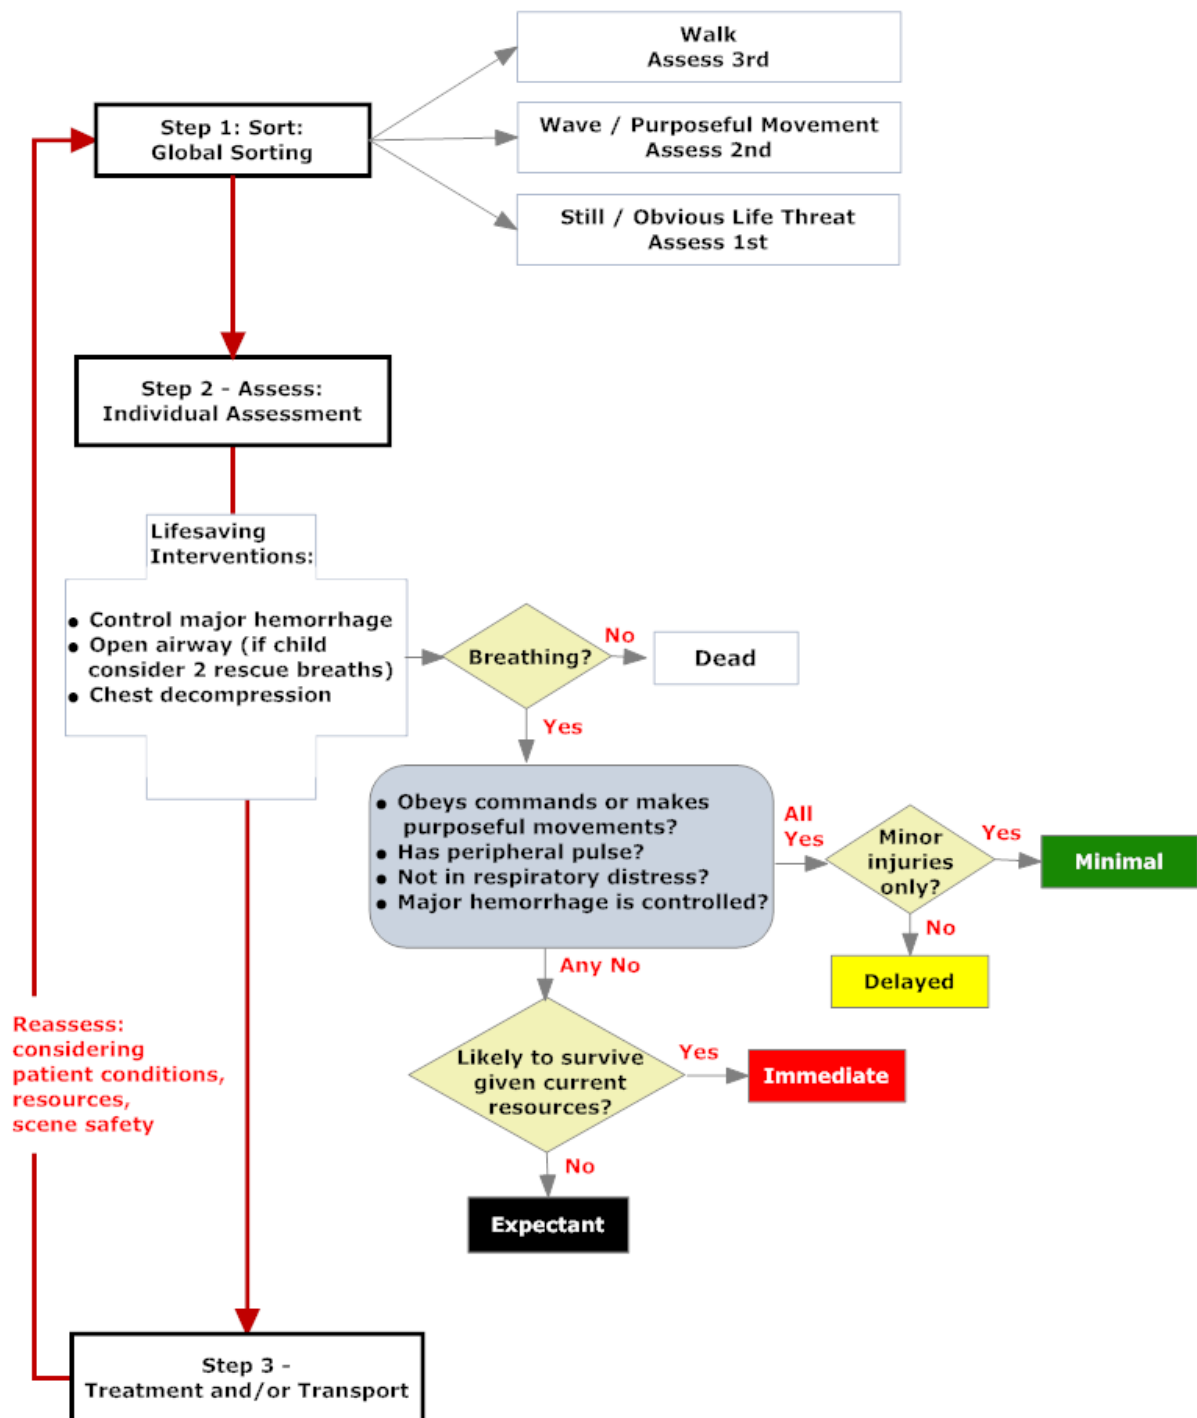 Walk
Assess 3rd
Step 1: Sort:
Global Sorting
Wave / Purposeful Movement
Assess 2nd
Still / Obvious Life Threat
Assess 1st
Step 2 - Assess:
Individual Assessment
Lifesaving
Interventions:
● Control major hemorrhage
● Open airway (if child
consider 2 rescue breaths)
● Chest decompression
Breathing?
No
Dead
Yes
● Obeys commands or makes
purposeful movements?
● Has peripheral pulse?
● Not in respiratory distress?
● Major hemorrhage is controlled?
All
Yes
Minor
injuries
only?
Yes
Minimal
No
Delayed
Any No
Likely to survive
given current
resources?
Yes
Immediate
No
Expectant
Reassess:
considering
patient conditions,
resources,
scene safety
Step 3 -
Treatment and/or Transport